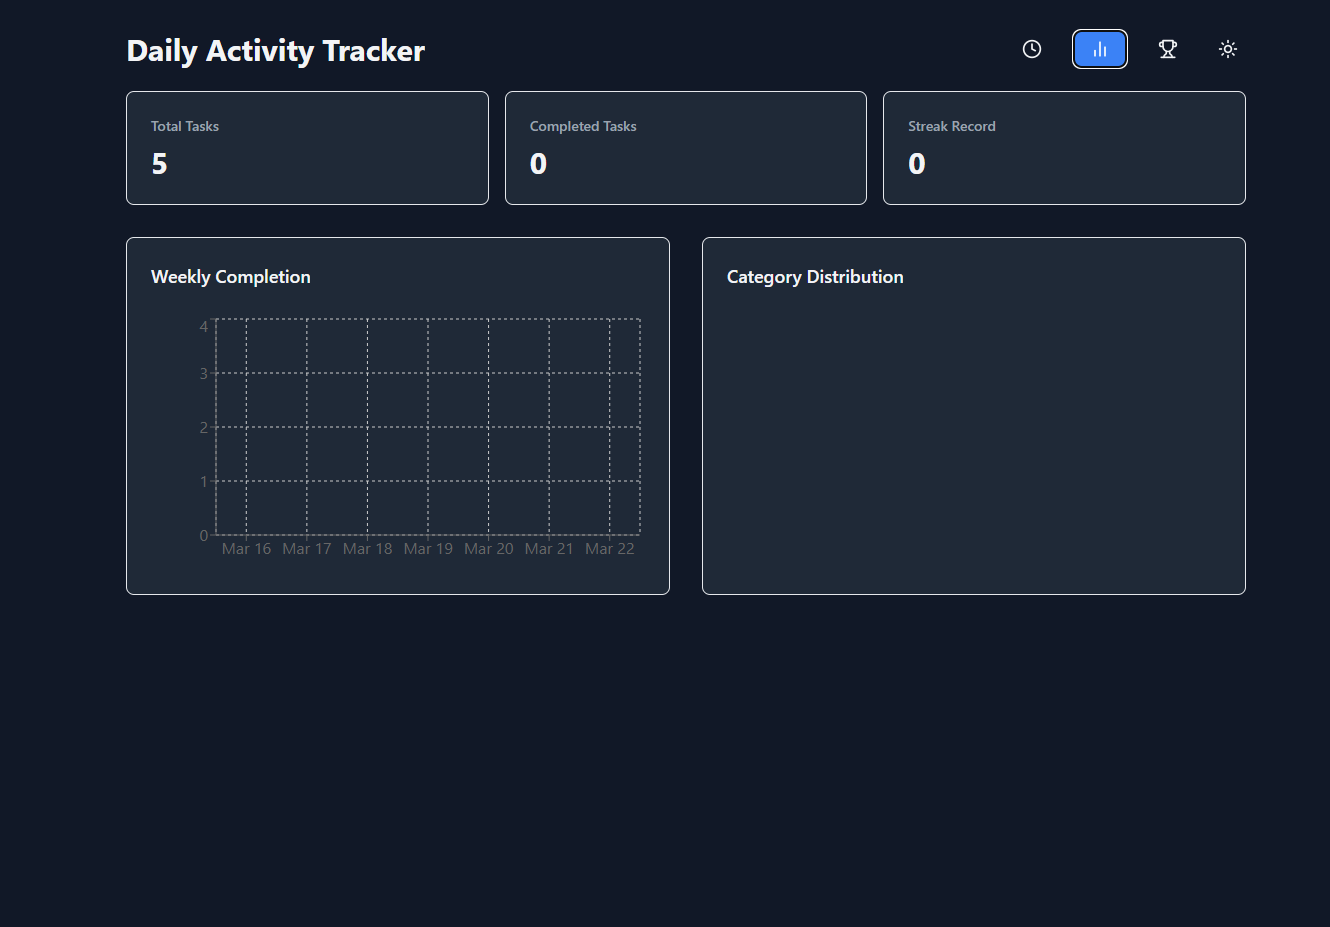 Daily Activity Tracker
Total Tasks
5
Completed Tasks
0
Streak Record
0
Weekly Completion
4
3
2
1
0
Mar 16 Mar 17 Mar 18 Mar 19 Mar 20 Mar 21 Mar 22
Category Distribution